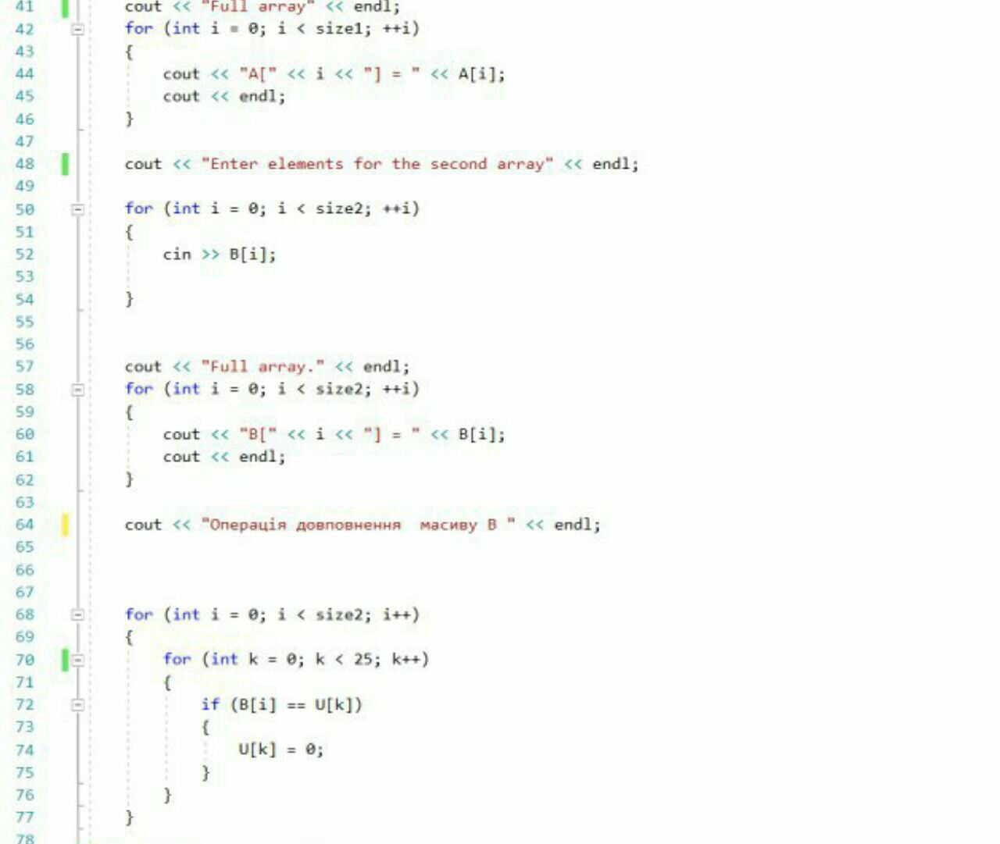 41 cout << "Full array" << endl;
42 for (int i = 0; i < size1; ++i)
43 {
44 cout << "A[" << i << "] = " << A[i];
45 cout << endl;
46 }
47
48 cout << "Enter elements for the second array" << endl;
49
50 for (int i = 0; i < size2; ++i)
51 {
52 cin >> B[i];
53
54 }
55
56
57 cout << "Full array." << endl;
58 for (int i = 0; i < size2; ++i)
59 {
60 cout << "B[" << i << "] = " << B[i];
61 cout << endl;
62 }
63
64 cout << "Операція довповнення  масиву В " << endl;
65
66
67
68 for (int i = 0; i < size2; i++)
69 {
70 for (int k = 0; k < 25; k++)
71 {
72 if (B[i] == U[k])
73 {
74 U[k] = 0;
75 }
76 }
77 }
78